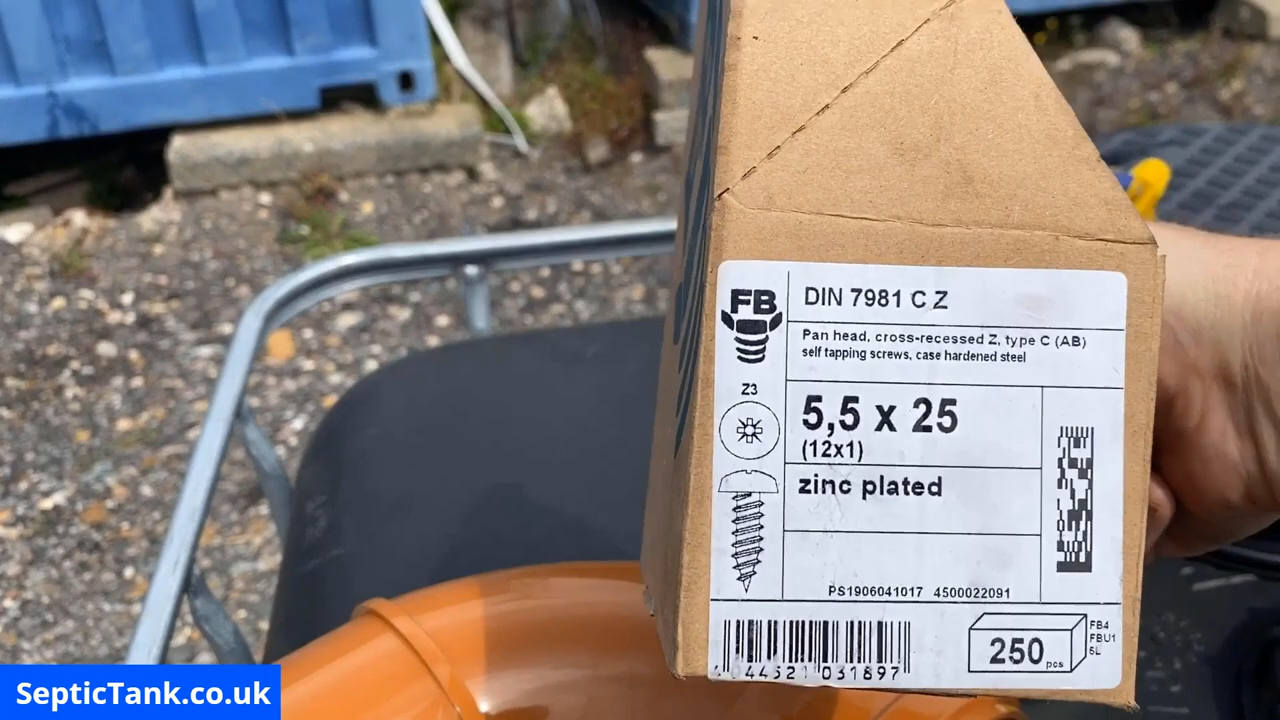 FB
DIN 7981 C Z
Pan head, cross-recessed Z, type C (AB)
self tapping screws, case hardened steel
Z3
5,5 x 25
(12x1)
zinc plated
PS1906041017 4500022091
031897
250 pcs
FB4
FBU1
5L
SepticTank.co.uk